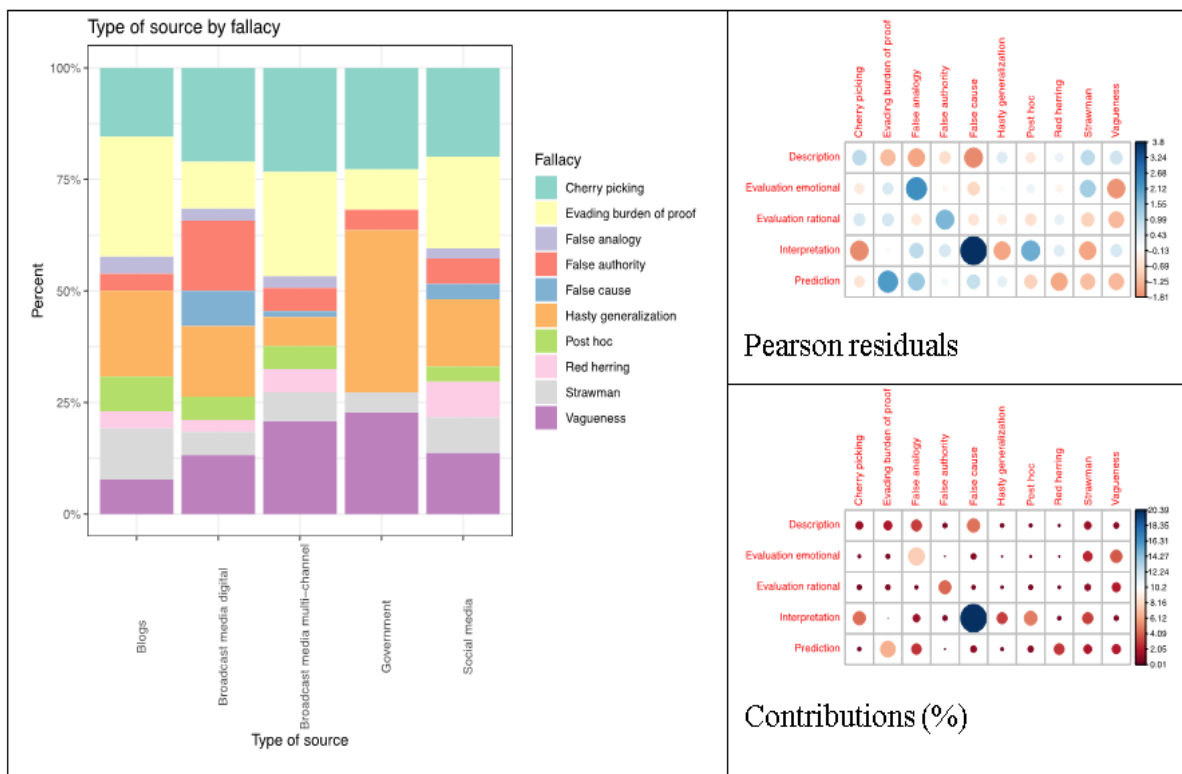 Type of source by fallacy
100%
75%
50%
25%
0%
Percent
Blogs
Broadcast media digital
Broadcast media multi-channel
Government
Social media
Type of source
Fallacy
Cherry picking
Evading burden of proof
False analogy
False authority
False cause
Hasty generalization
Post hoc
Red herring
Strawman
Vagueness
Cherry picking
Evading burden of proof
False analogy
False authority
False cause
Hasty generalization
Post hoc
Red herring
Strawman
Vagueness
Description
Evaluation emotional
Evaluation rational
Interpretation
Prediction
3.8
3.24
2.68
2.12
1.55
0.99
0.43
-0.13
-0.69
-1.25
-1.81
Pearson residuals
Cherry picking
Evading burden of proof
False analogy
False authority
False cause
Hasty generalization
Post hoc
Red herring
Strawman
Vagueness
Description
Evaluation emotional
Evaluation rational
Interpretation
Prediction
20.39
18.35
16.31
14.27
12.24
10.2
8.16
6.12
4.09
2.05
0.01
Contributions (%)